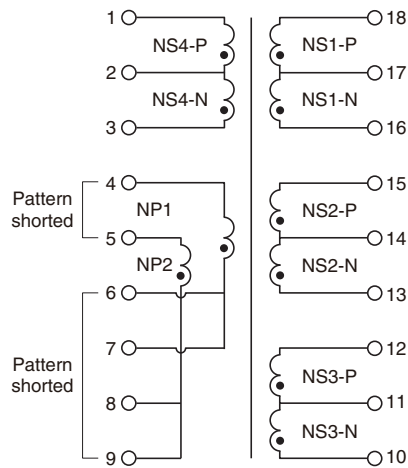 1
18
NS4-P
NS1-P
2
17
NS4-N
NS1-N
3
16
4
15
Pattern
shorted
NP1
NS2-P
5
14
NP2
NS2-N
6
13
7
12
Pattern
shorted
NS3-P
8
11
NS3-N
9
10